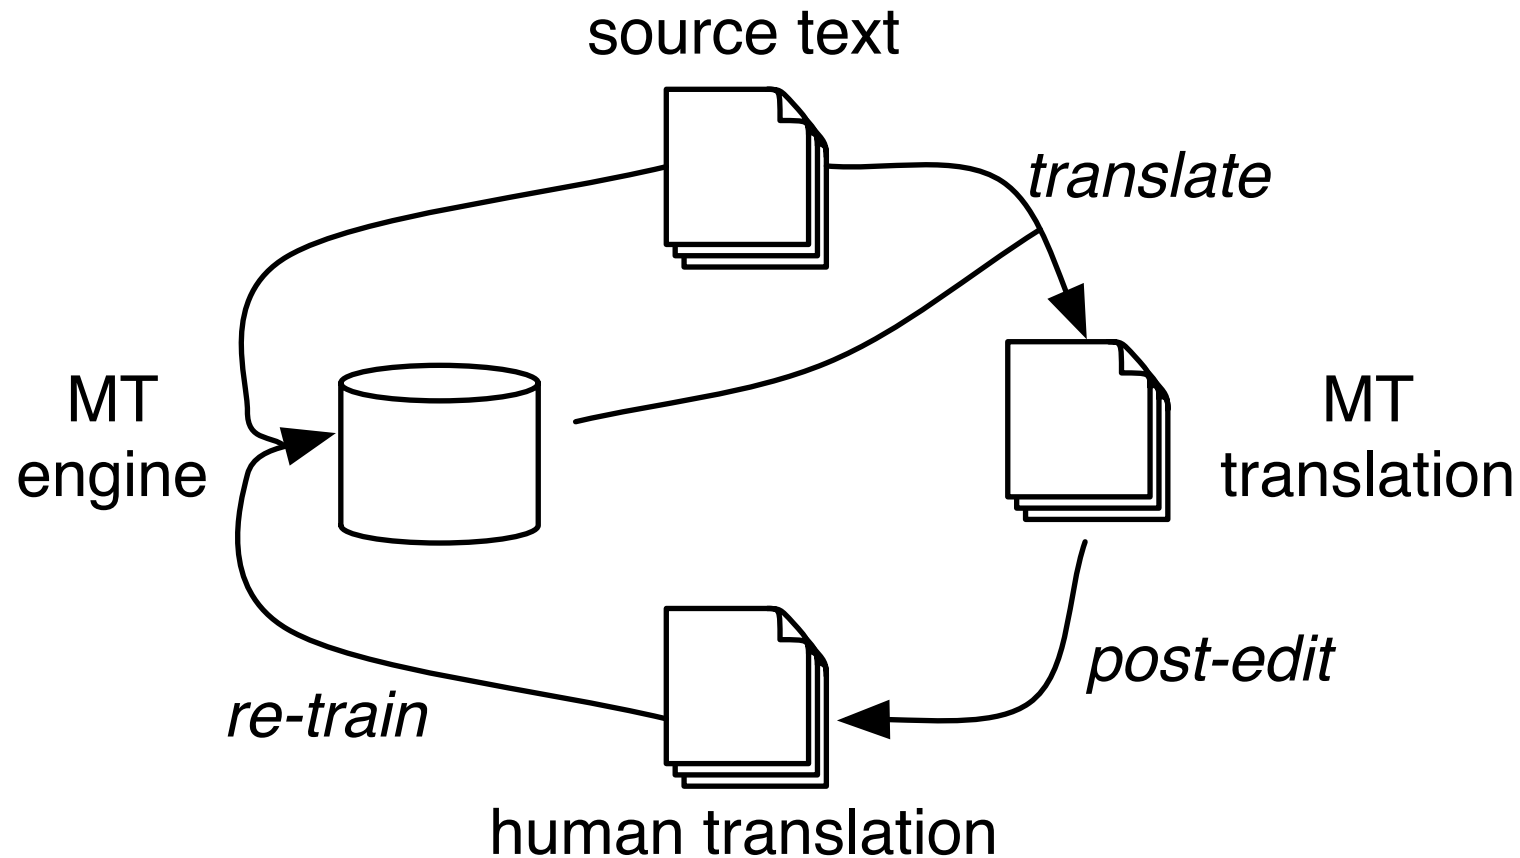 source text
translate
MT
engine
MT
translation
post-edit
re-train
human translation